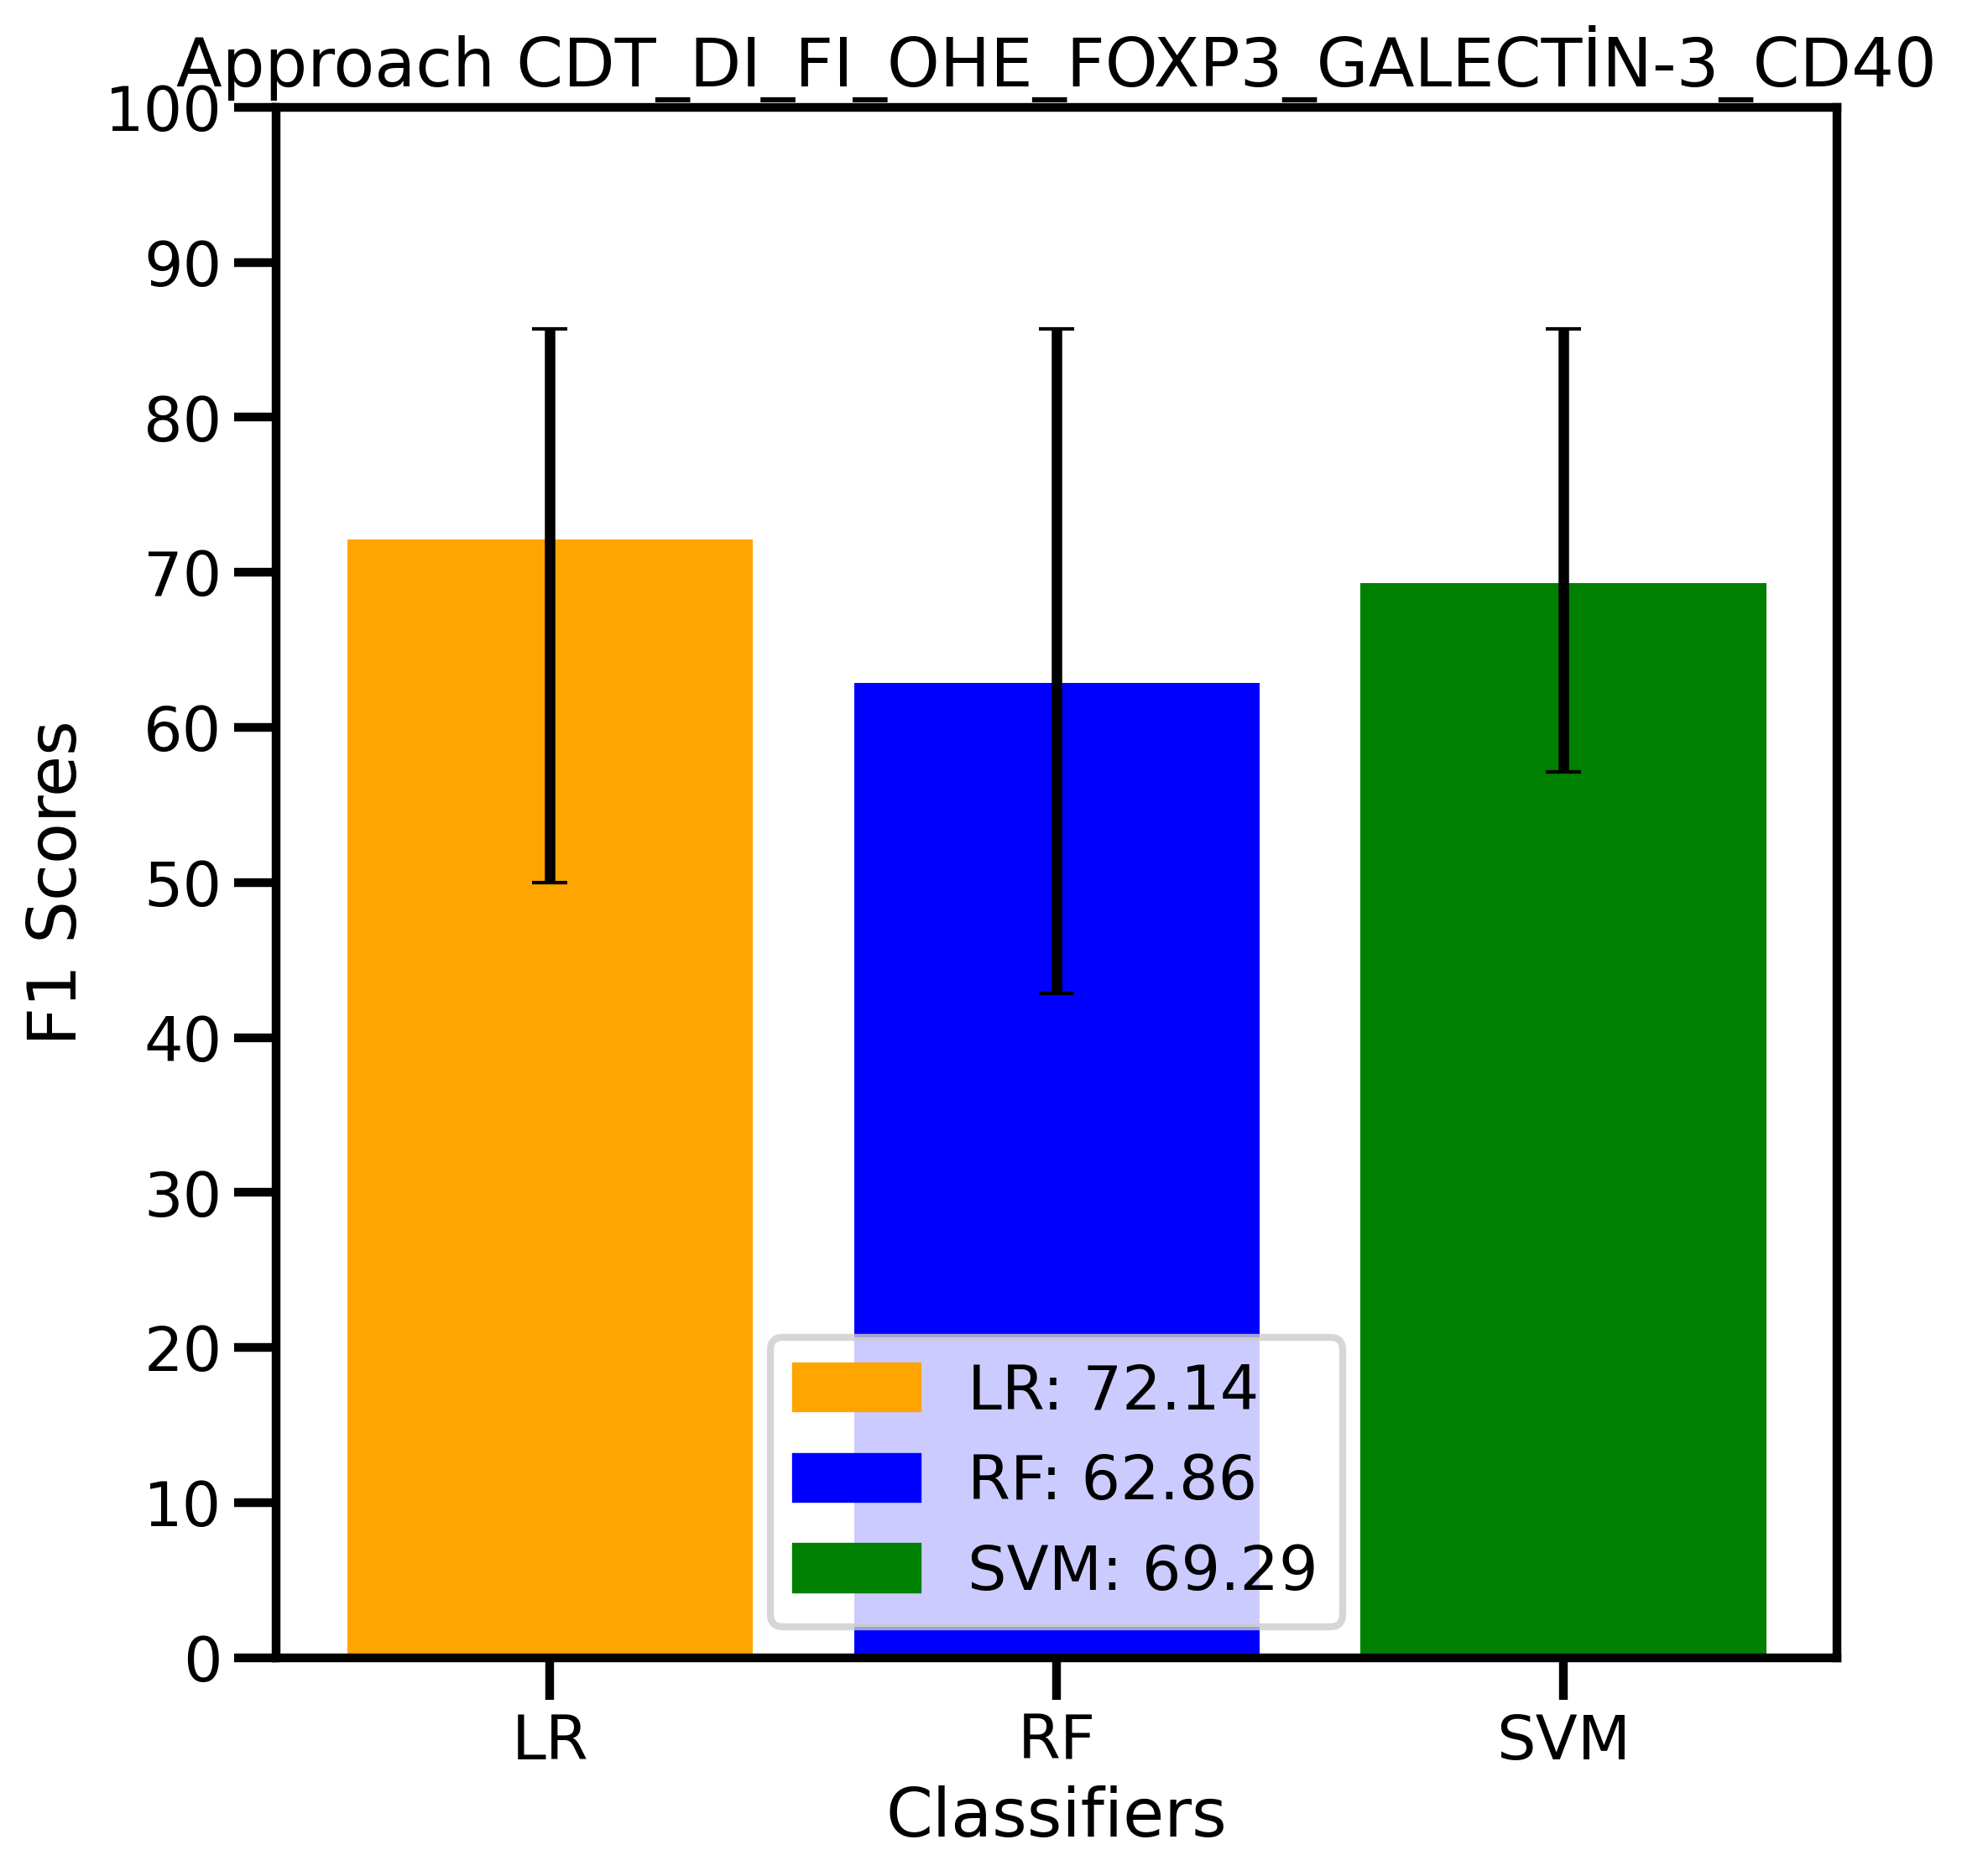 Approach CDT_DI_FI_OHE_FOXP3_GALECTİN-3_CD40
100
90
80
70
60
50
40
30
20
10
0
F1 Scores
LR: 72.14
RF: 62.86
SVM: 69.29
LR RF SVM
Classifiers